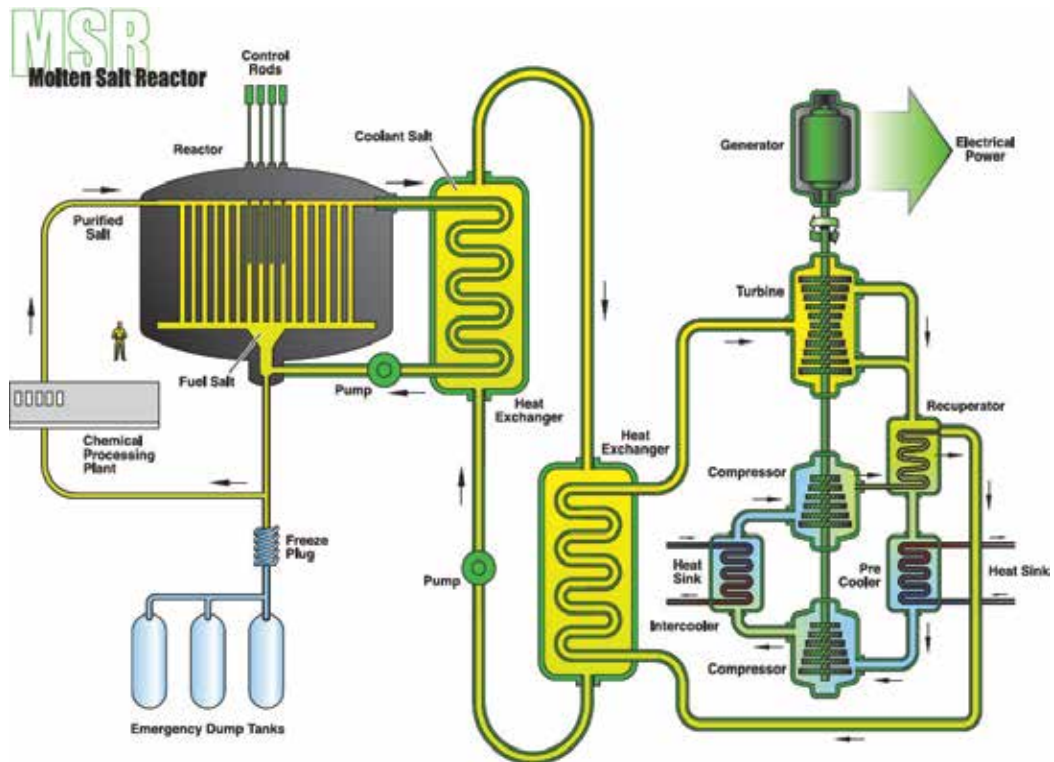 MSR
Molten Salt Reactor
Control
Rods
Reactor
Coolant Salt
Purified
Salt
Fuel Salt
Pump
Chemical
Processing
Plant
Heat
Exchanger
Freeze
Plug
Emergency Dump Tanks
Pump
Heat
Exchanger
Generator
Electrical
Power
Turbine
Recuperator
Compressor
Heat
Sink
Intercooler
Pre
Cooler
Heat Sink
Compressor